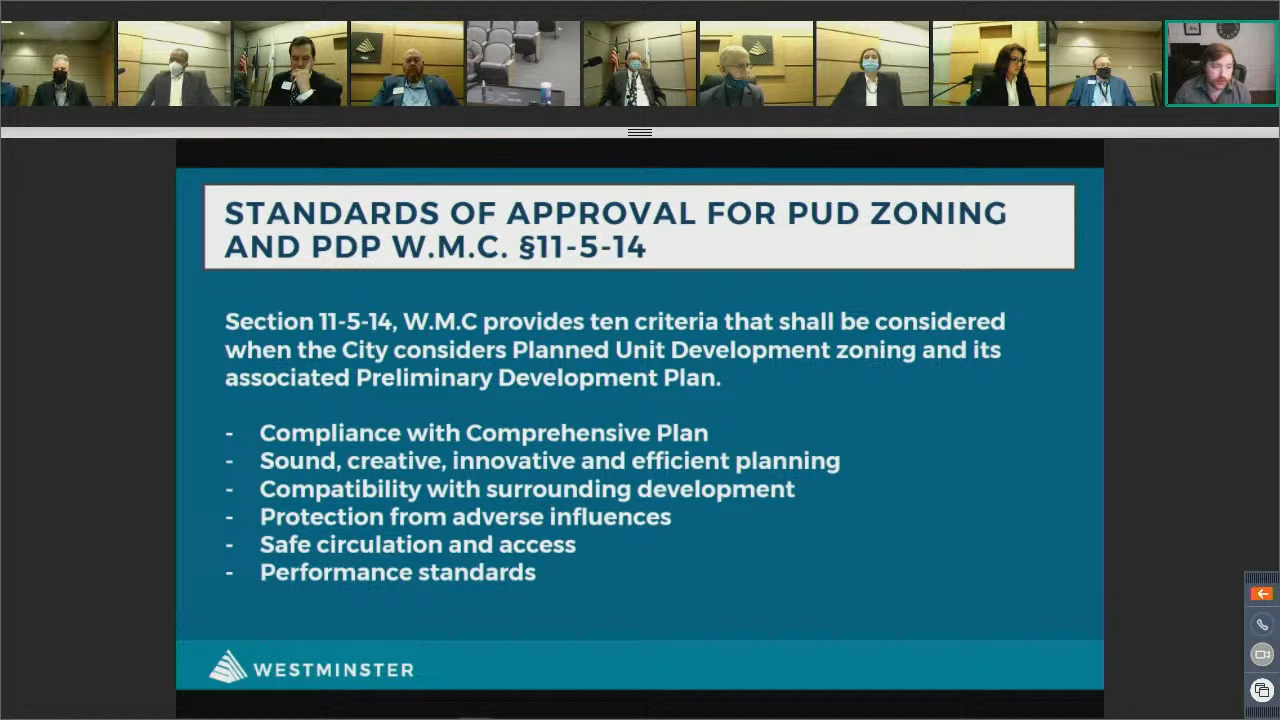 STANDARDS OF APPROVAL FOR PUD ZONING
AND PDP W.M.C. §11-5-14
Section 11-5-14, W.M.C provides ten criteria that shall be considered
when the City considers Planned Unit Development zoning and its
associated Preliminary Development Plan.
- Compliance with Comprehensive Plan
- Sound, creative, innovative and efficient planning
- Compatibility with surrounding development
- Protection from adverse influences
- Safe circulation and access
- Performance standards
WESTMINSTER